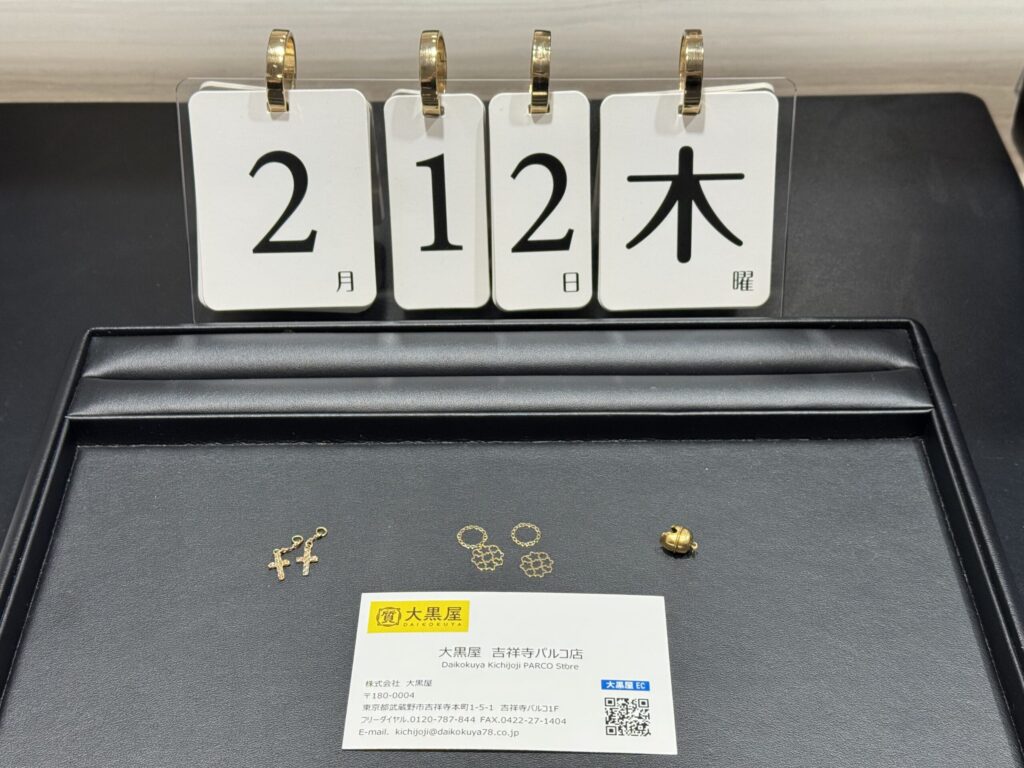 2月
12日
木曜
質 大黒屋
DAIKOKUYA
大黒屋 吉祥寺パルコ店
Daikokuya Kichijoji PARCO Store
株式会社 大黒屋
〒180-0004
東京都武蔵野市吉祥寺本町1-5-1 吉祥寺パルコ1F
フリーダイヤル.0120-787-844 FAX.0422-27-1404
E-mail. kichijoji@daikokuya78.co.jp
大黒屋 EC